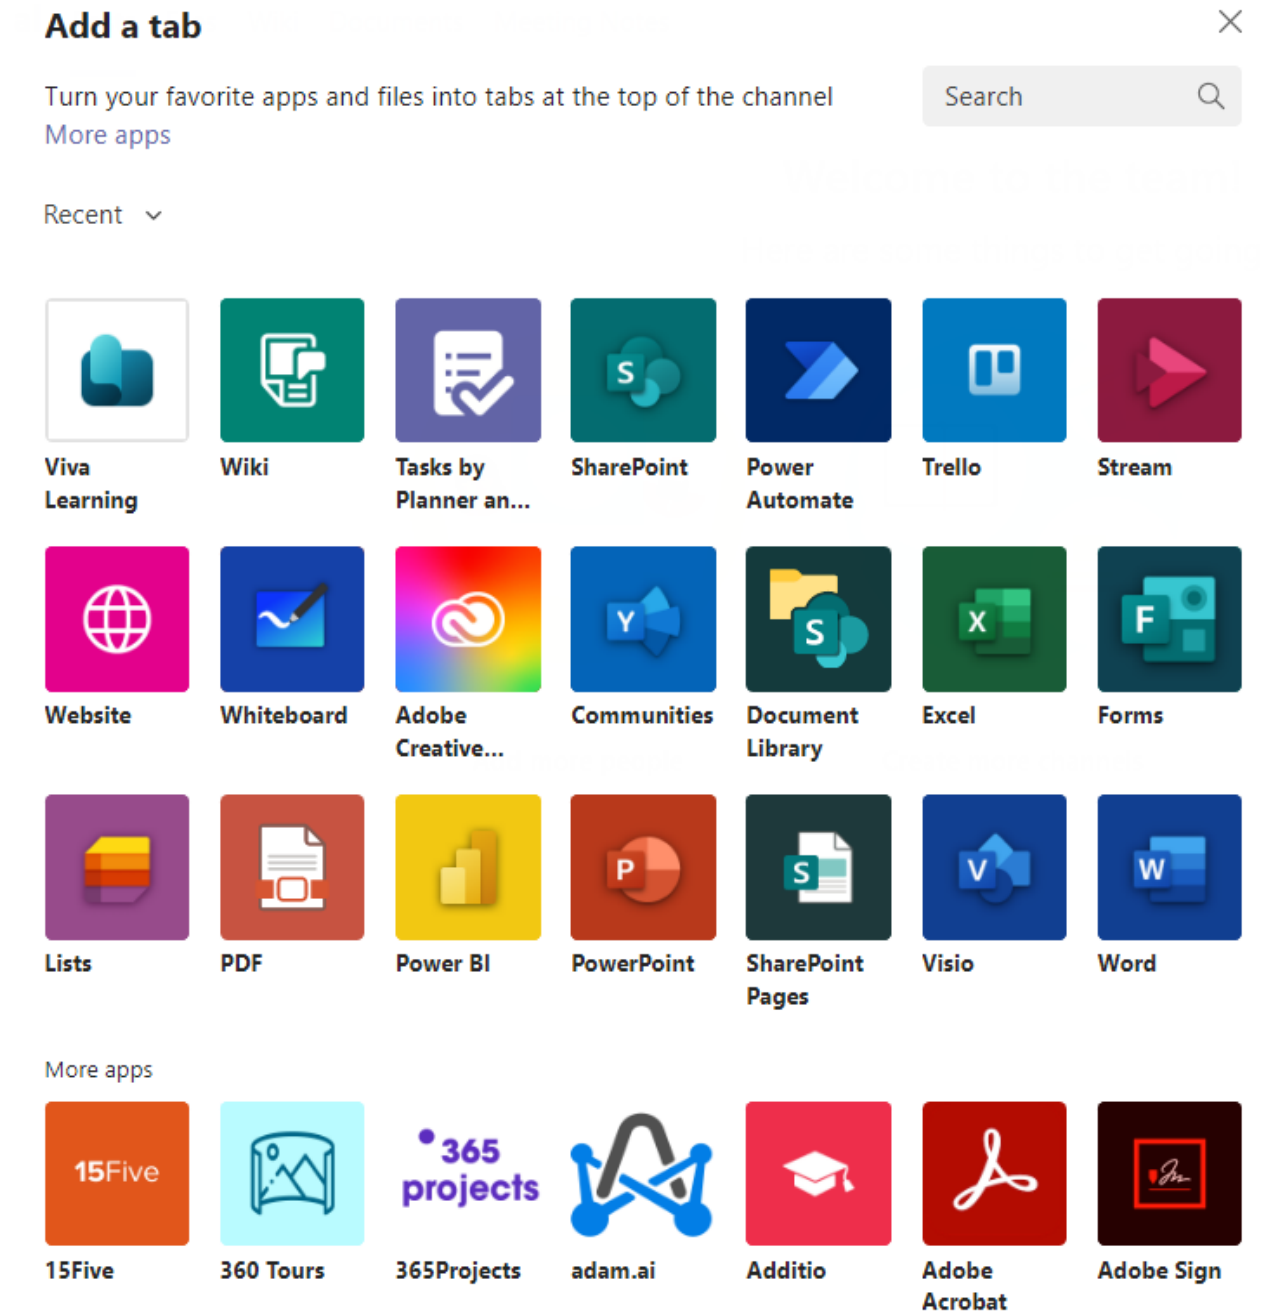 Add a tab
Turn your favorite apps and files into tabs at the top of the channel
Search
More apps
Recent
S
Viva
Learning
Wiki
Tasks by
Planner an...
SharePoint
Power
Automate
Trello
Stream
Y
S
X
F
Website
Whiteboard
Adobe
Creative...
Communities
Document
Library
Excel
Forms
P
S
V
W
Lists
PDF
Power BI
PowerPoint
SharePoint
Pages
Visio
Word
More apps
15Five
365
projects
15Five
360 Tours
365Projects
adam.ai
Additio
Adobe
Acrobat
Adobe Sign